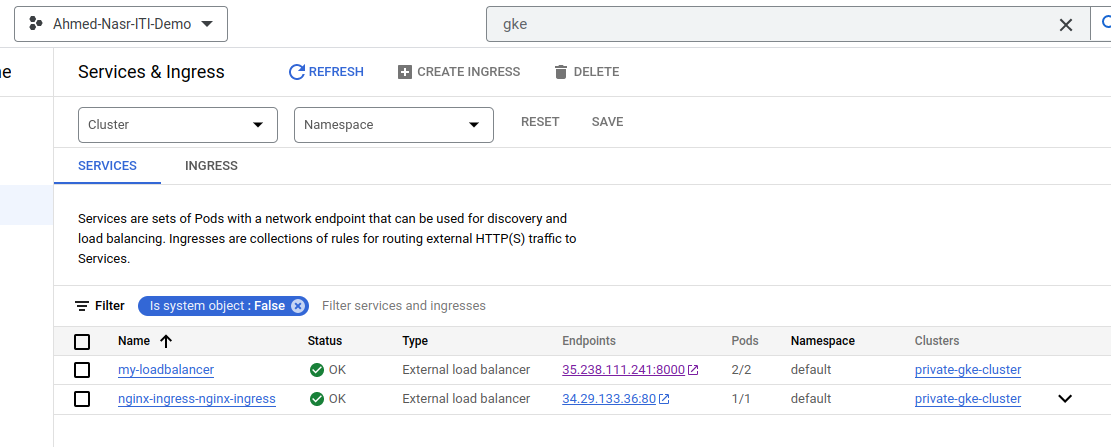 Ahmed-Nasr-ITI-Demo
gke
Services & Ingress REFRESH CREATE INGRESS DELETE
Cluster Namespace RESET SAVE
SERVICES INGRESS
Services are sets of Pods with a network endpoint that can be used for discovery and
load balancing. Ingresses are collections of rules for routing external HTTP(S) traffic to
Services.
Filter Is system object : False Filter services and ingresses
Name Status Type Endpoints Pods Namespace Clusters
my-loadbalancer OK External load balancer 35.238.111.241:8000 2/2 default private-gke-cluster
nginx-ingress-nginx-ingress OK External load balancer 34.29.133.36:80 1/1 default private-gke-cluster